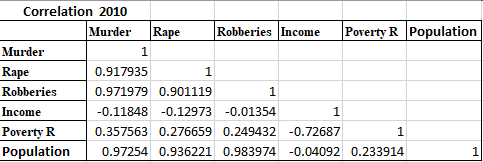 Correlation 2010
Murder Rape Robberies Income Poverty R Population
Murder 1
Rape 0.917935 1
Robberies 0.971979 0.901119 1
Income -0.11848 -0.12973 -0.01354 1
Poverty R 0.357563 0.276659 0.249432 -0.72687 1
Population 0.97254 0.936221 0.983974 -0.04092 0.233914 1